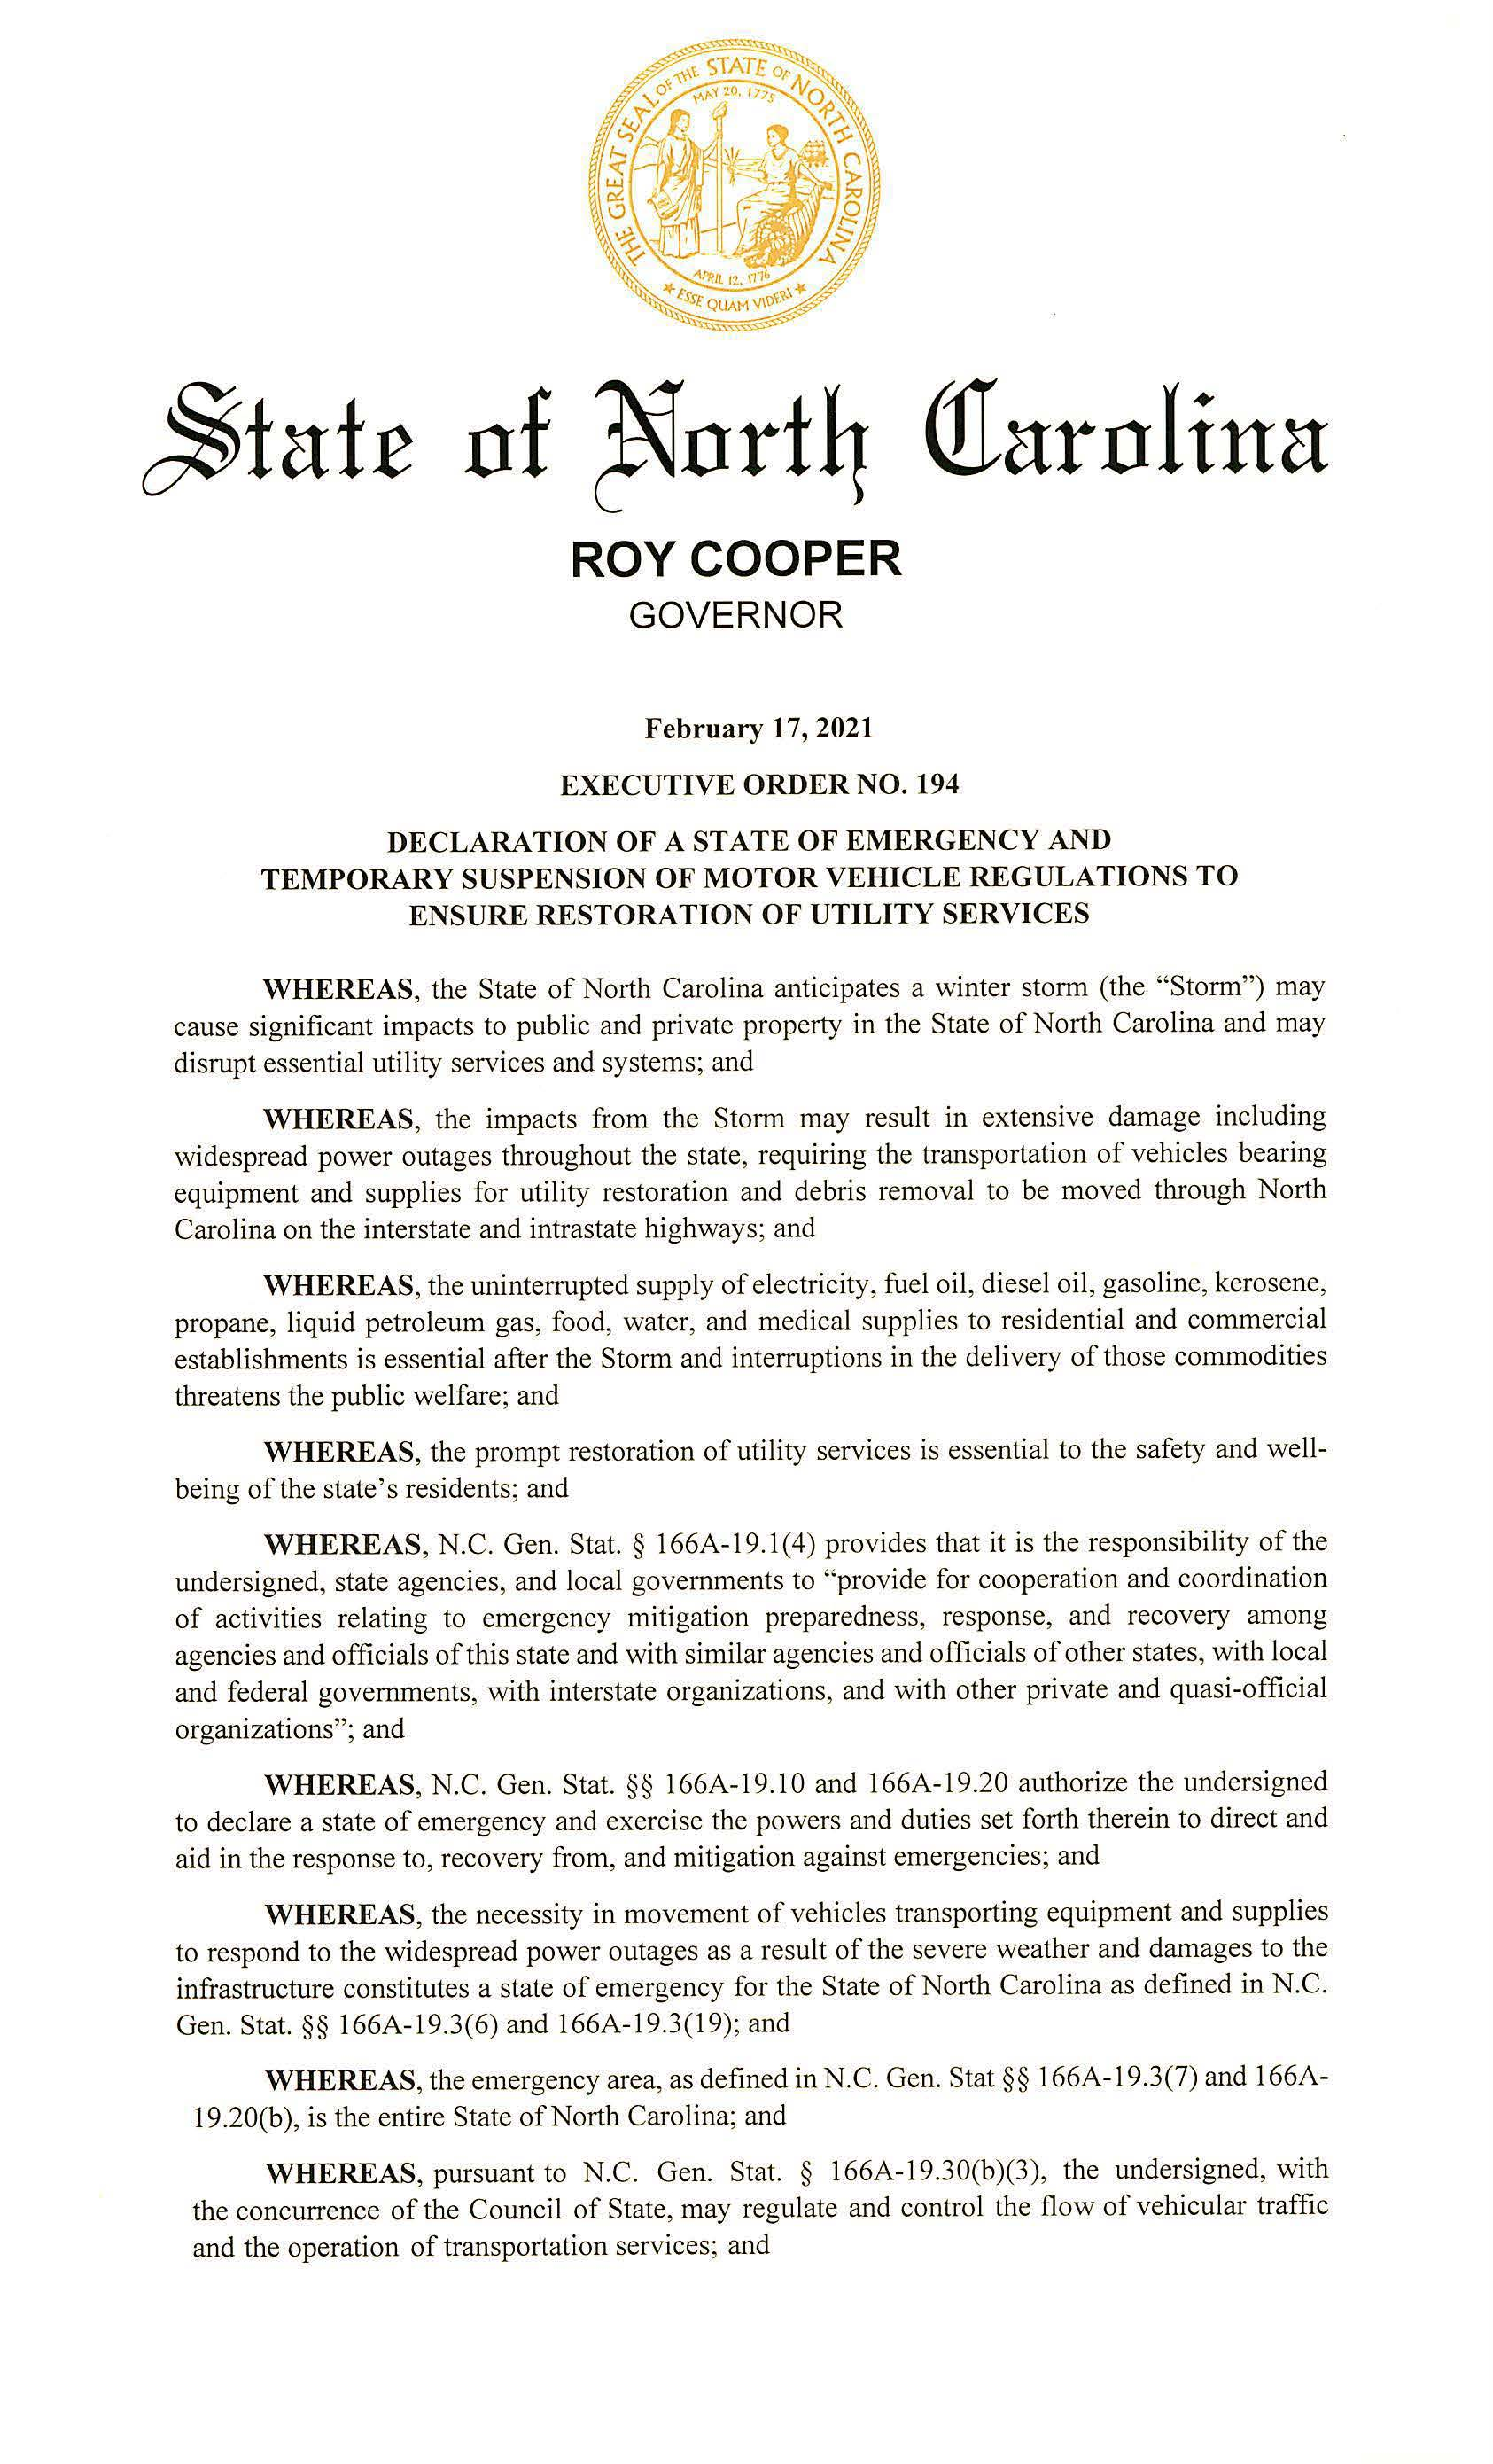 THE GREAT SEAL OF THE STATE OF NORTH CAROLINA
MAY 20, 1775
APRIL 12, 1776
★ ESSE QUAM VIDERI ★
State of North Carolina
ROY COOPER
GOVERNOR
February 17, 2021
EXECUTIVE ORDER NO. 194
DECLARATION OF A STATE OF EMERGENCY AND
TEMPORARY SUSPENSION OF MOTOR VEHICLE REGULATIONS TO
ENSURE RESTORATION OF UTILITY SERVICES
WHEREAS, the State of North Carolina anticipates a winter storm (the “Storm”) may
cause significant impacts to public and private property in the State of North Carolina and may
disrupt essential utility services and systems; and
WHEREAS, the impacts from the Storm may result in extensive damage including
widespread power outages throughout the state, requiring the transportation of vehicles bearing
equipment and supplies for utility restoration and debris removal to be moved through North
Carolina on the interstate and intrastate highways; and
WHEREAS, the uninterrupted supply of electricity, fuel oil, diesel oil, gasoline, kerosene,
propane, liquid petroleum gas, food, water, and medical supplies to residential and commercial
establishments is essential after the Storm and interruptions in the delivery of those commodities
threatens the public welfare; and
WHEREAS, the prompt restoration of utility services is essential to the safety and well-
being of the state’s residents; and
WHEREAS, N.C. Gen. Stat. § 166A-19.1(4) provides that it is the responsibility of the
undersigned, state agencies, and local governments to “provide for cooperation and coordination
of activities relating to emergency mitigation preparedness, response, and recovery among
agencies and officials of this state and with similar agencies and officials of other states, with local
and federal governments, with interstate organizations, and with other private and quasi-official
organizations”; and
WHEREAS, N.C. Gen. Stat. §§ 166A-19.10 and 166A-19.20 authorize the undersigned
to declare a state of emergency and exercise the powers and duties set forth therein to direct and
aid in the response to, recovery from, and mitigation against emergencies; and
WHEREAS, the necessity in movement of vehicles transporting equipment and supplies
to respond to the widespread power outages as a result of the severe weather and damages to the
infrastructure constitutes a state of emergency for the State of North Carolina as defined in N.C.
Gen. Stat. §§ 166A-19.3(6) and 166A-19.3(19); and
WHEREAS, the emergency area, as defined in N.C. Gen. Stat §§ 166A-19.3(7) and 166A-
19.20(b), is the entire State of North Carolina; and
WHEREAS, pursuant to N.C. Gen. Stat. § 166A-19.30(b)(3), the undersigned, with
the concurrence of the Council of State, may regulate and control the flow of vehicular traffic
and the operation of transportation services; and